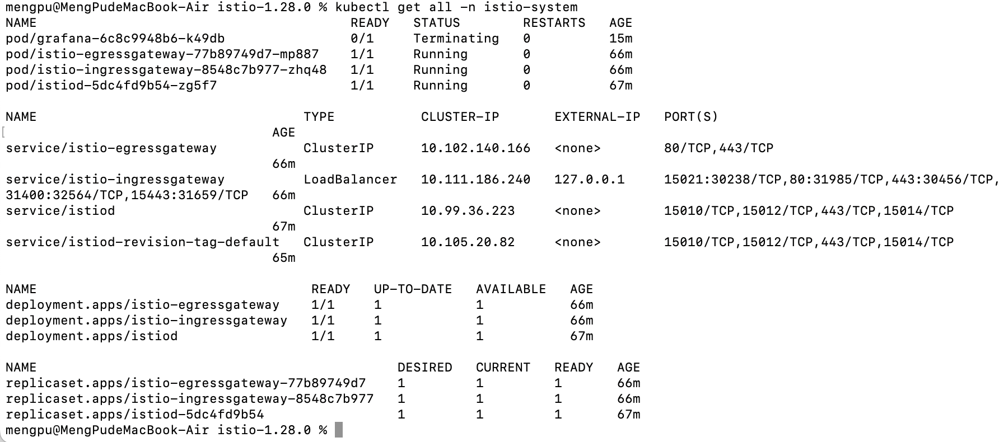 mengpu@MengPudeMacBook-Air istio-1.28.0 % kubectl get all -n istio-system
NAME                                        READY   STATUS        RESTARTS   AGE
pod/grafana-6c8c9948b6-k49db                0/1     Terminating   0          15m
pod/istio-egressgateway-77b89749d7-mp887    1/1     Running       0          66m
pod/istio-ingressgateway-8548c7b977-zhq48   1/1     Running       0          66m
pod/istiod-5dc4fd9b54-zg5f7                 1/1     Running       0          67m

NAME                                  TYPE           CLUSTER-IP       EXTERNAL-IP   PORT(S)
[                                 AGE
service/istio-egressgateway           ClusterIP      10.102.140.166   <none>        80/TCP,443/TCP
                                  66m
service/istio-ingressgateway          LoadBalancer   10.111.186.240   127.0.0.1     15021:30238/TCP,80:31985/TCP,443:30456/TCP,
31400:32564/TCP,15443:31659/TCP   66m
service/istiod                        ClusterIP      10.99.36.223     <none>        15010/TCP,15012/TCP,443/TCP,15014/TCP
                                  67m
service/istiod-revision-tag-default   ClusterIP      10.105.20.82     <none>        15010/TCP,15012/TCP,443/TCP,15014/TCP
                                  65m

NAME                                   READY   UP-TO-DATE   AVAILABLE   AGE
deployment.apps/istio-egressgateway    1/1     1            1           66m
deployment.apps/istio-ingressgateway   1/1     1            1           66m
deployment.apps/istiod                 1/1     1            1           67m

NAME                                              DESIRED   CURRENT   READY   AGE
replicaset.apps/istio-egressgateway-77b89749d7    1         1         1       66m
replicaset.apps/istio-ingressgateway-8548c7b977   1         1         1       66m
replicaset.apps/istiod-5dc4fd9b54                 1         1         1       67m
mengpu@MengPudeMacBook-Air istio-1.28.0 %